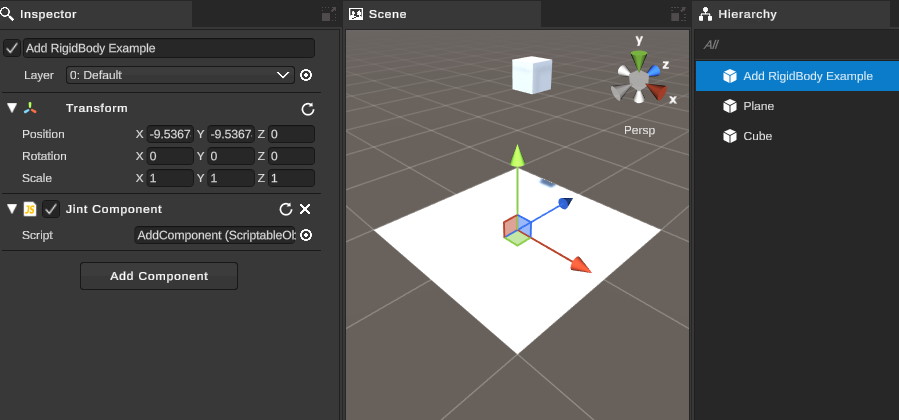 Inspector
Add RigidBody Example
Layer 0: Default
Transform
Position X -9.5367 Y -9.5367 Z 0
Rotation X 0 Y 0 Z 0
Scale X 1 Y 1 Z 1
JS Jint Component
Script AddComponent (ScriptableOb
Add Component
Scene
y
z
x
Persp
Hierarchy
All
Add RigidBody Example
Plane
Cube